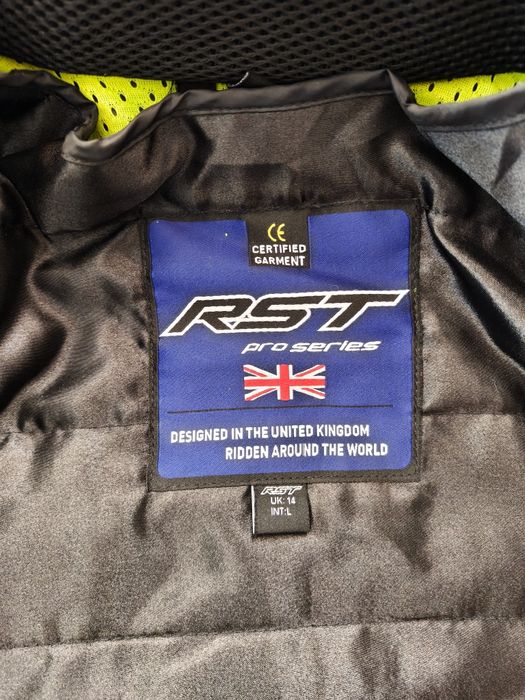 CE
CERTIFIED
GARMENT
RST
pro series
DESIGNED IN THE UNITED KINGDOM
RIDDEN AROUND THE WORLD
RST
UK: 14
INT:L